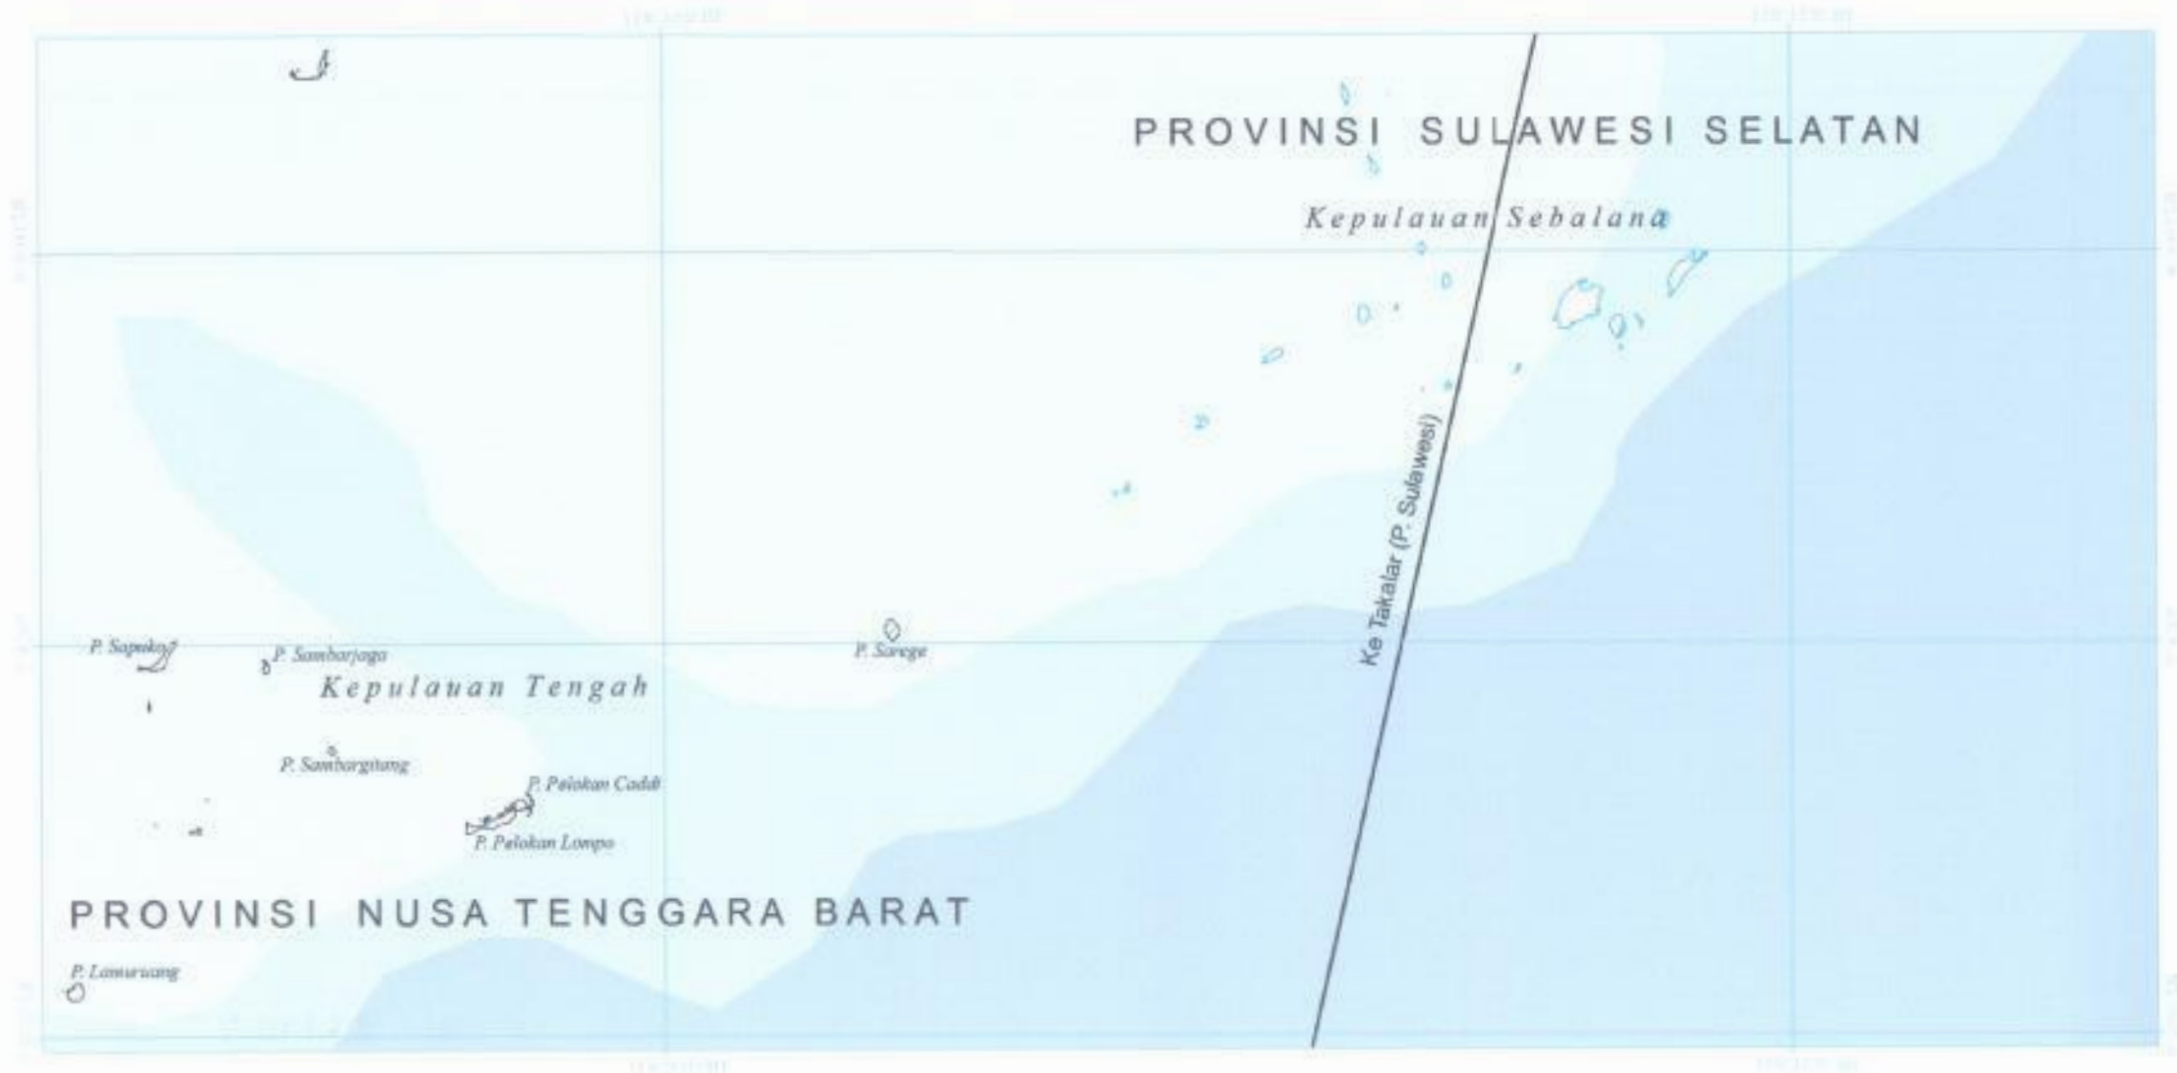 PROVINSI SULAWESI SELATAN
Kepulauan Sebalana
Ke Takalar (P. Sulawesi)
P. Sapuka
P. Sambarjaga
P. Sarege
Kepulauan Tengah
P. Sambargitang
P. Pelokan Caddi
P. Pelokan Lompo
PROVINSI NUSA TENGGARA BARAT
P. Lamuruang